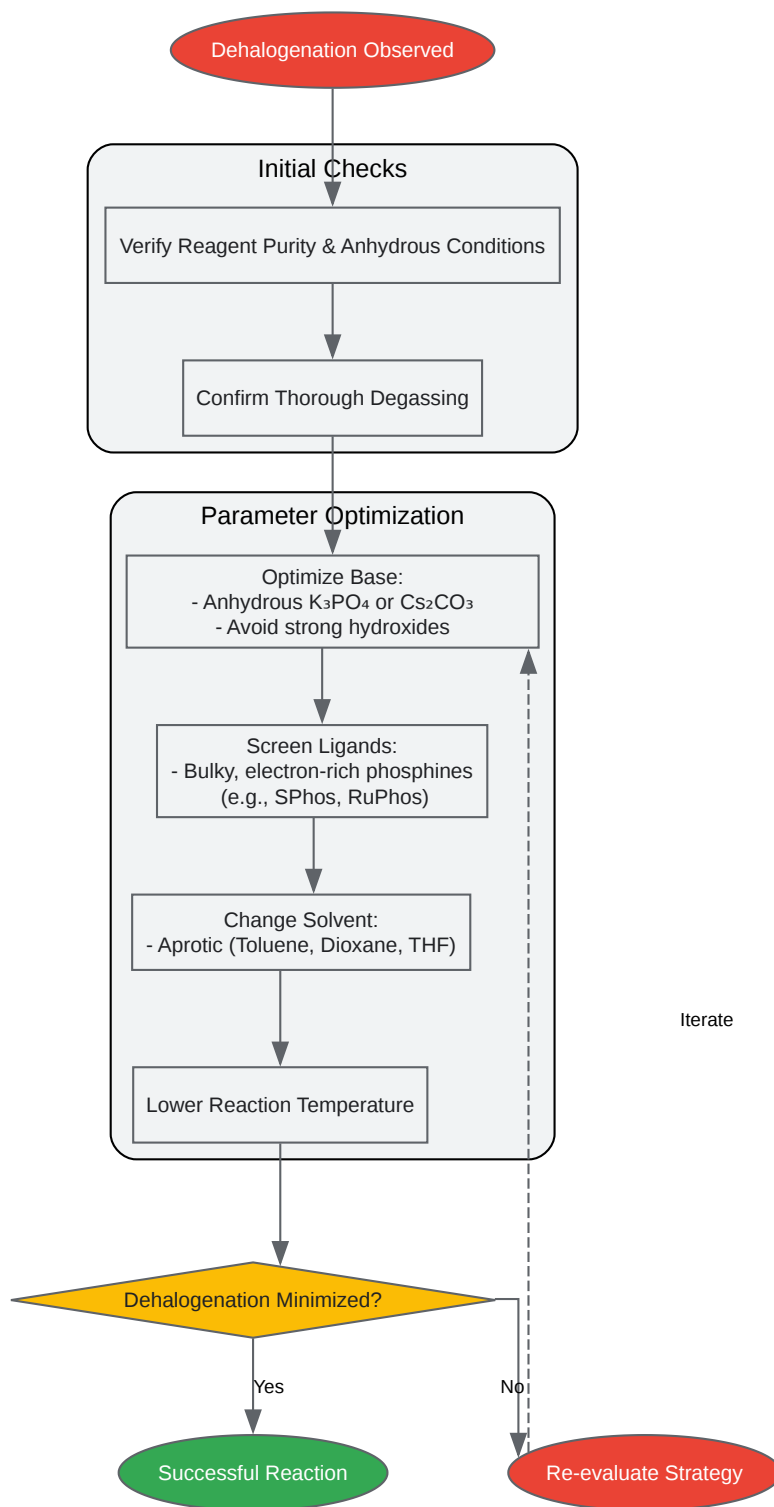 Dehalogenation Observed
Initial Checks
Verify Reagent Purity & Anhydrous Conditions
Confirm Thorough Degassing
Parameter Optimization
Optimize Base:
- Anhydrous K₃PO₄ or Cs₂CO₃
- Avoid strong hydroxides
Screen Ligands:
- Bulky, electron-rich phosphines
(e.g., SPhos, RuPhos)
Change Solvent:
- Aprotic (Toluene, Dioxane, THF)
Iterate
Lower Reaction Temperature
Dehalogenation Minimized?
Yes
No
Successful Reaction
Re-evaluate Strategy